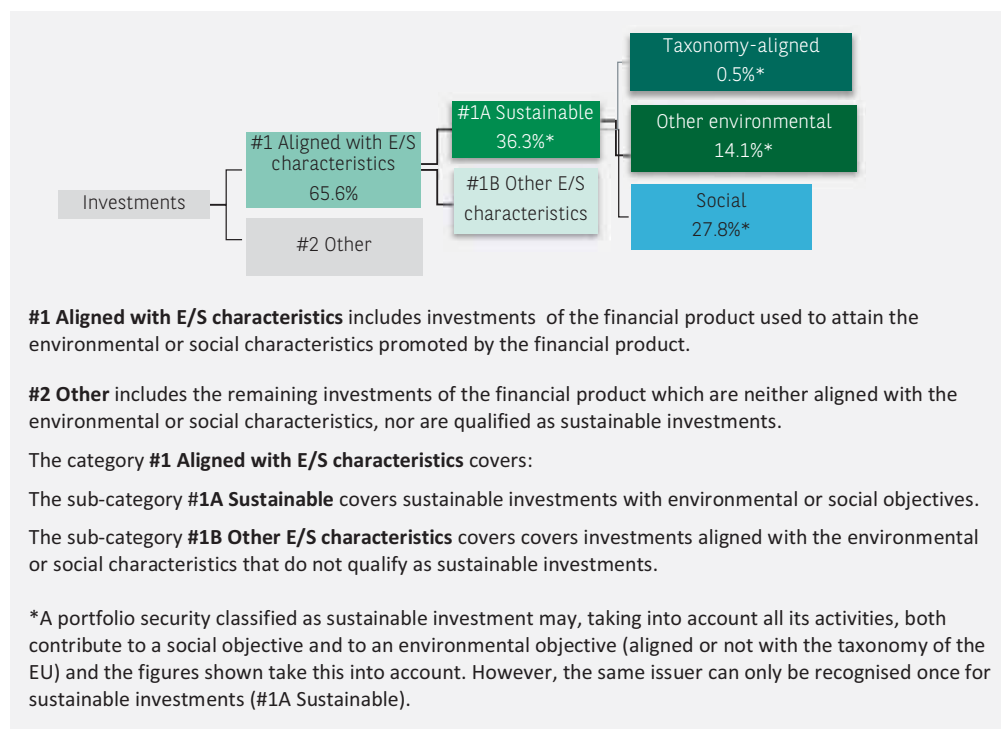 Taxonomy-aligned
0.5%*
#1A Sustainable
36.3%*
Other environmental
14.1%*
#1 Aligned with E/S
characteristics
65.6%
#1B Other E/S
characteristics
Investments
Social
27.8%*
#2 Other
#1 Aligned with E/S characteristics includes investments of the financial product used to attain the
environmental or social characteristics promoted by the financial product.
#2 Other includes the remaining investments of the financial product which are neither aligned with the
environmental or social characteristics, nor are qualified as sustainable investments.
The category #1 Aligned with E/S characteristics covers:
The sub-category #1A Sustainable covers sustainable investments with environmental or social objectives.
The sub-category #1B Other E/S characteristics covers covers investments aligned with the environmental
or social characteristics that do not qualify as sustainable investments.
*A portfolio security classified as sustainable investment may, taking into account all its activities, both
contribute to a social objective and to an environmental objective (aligned or not with the taxonomy of the
EU) and the figures shown take this into account. However, the same issuer can only be recognised once for
sustainable investments (#1A Sustainable).